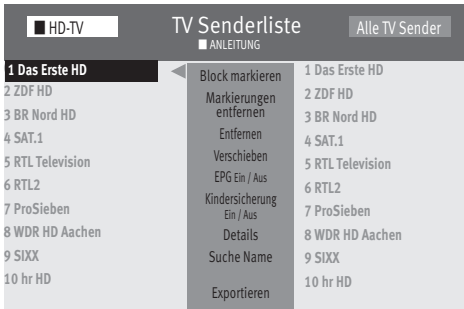 HD-TV
TV Senderliste
ANLEITUNG
Alle TV Sender
1 Das Erste HD
2 ZDF HD
3 BR Nord HD
4 SAT.1
5 RTL Television
6 RTL2
7 ProSieben
8 WDR HD Aachen
9 SIXX
10 hr HD
Block markieren
Markierungen
entfernen
Entfernen
Verschieben
EPG Ein / Aus
Kindersicherung
Ein / Aus
Details
Suche Name
Exportieren
1 Das Erste HD
2 ZDF HD
3 BR Nord HD
4 SAT.1
5 RTL Television
6 RTL2
7 ProSieben
8 WDR HD Aachen
9 SIXX
10 hr HD